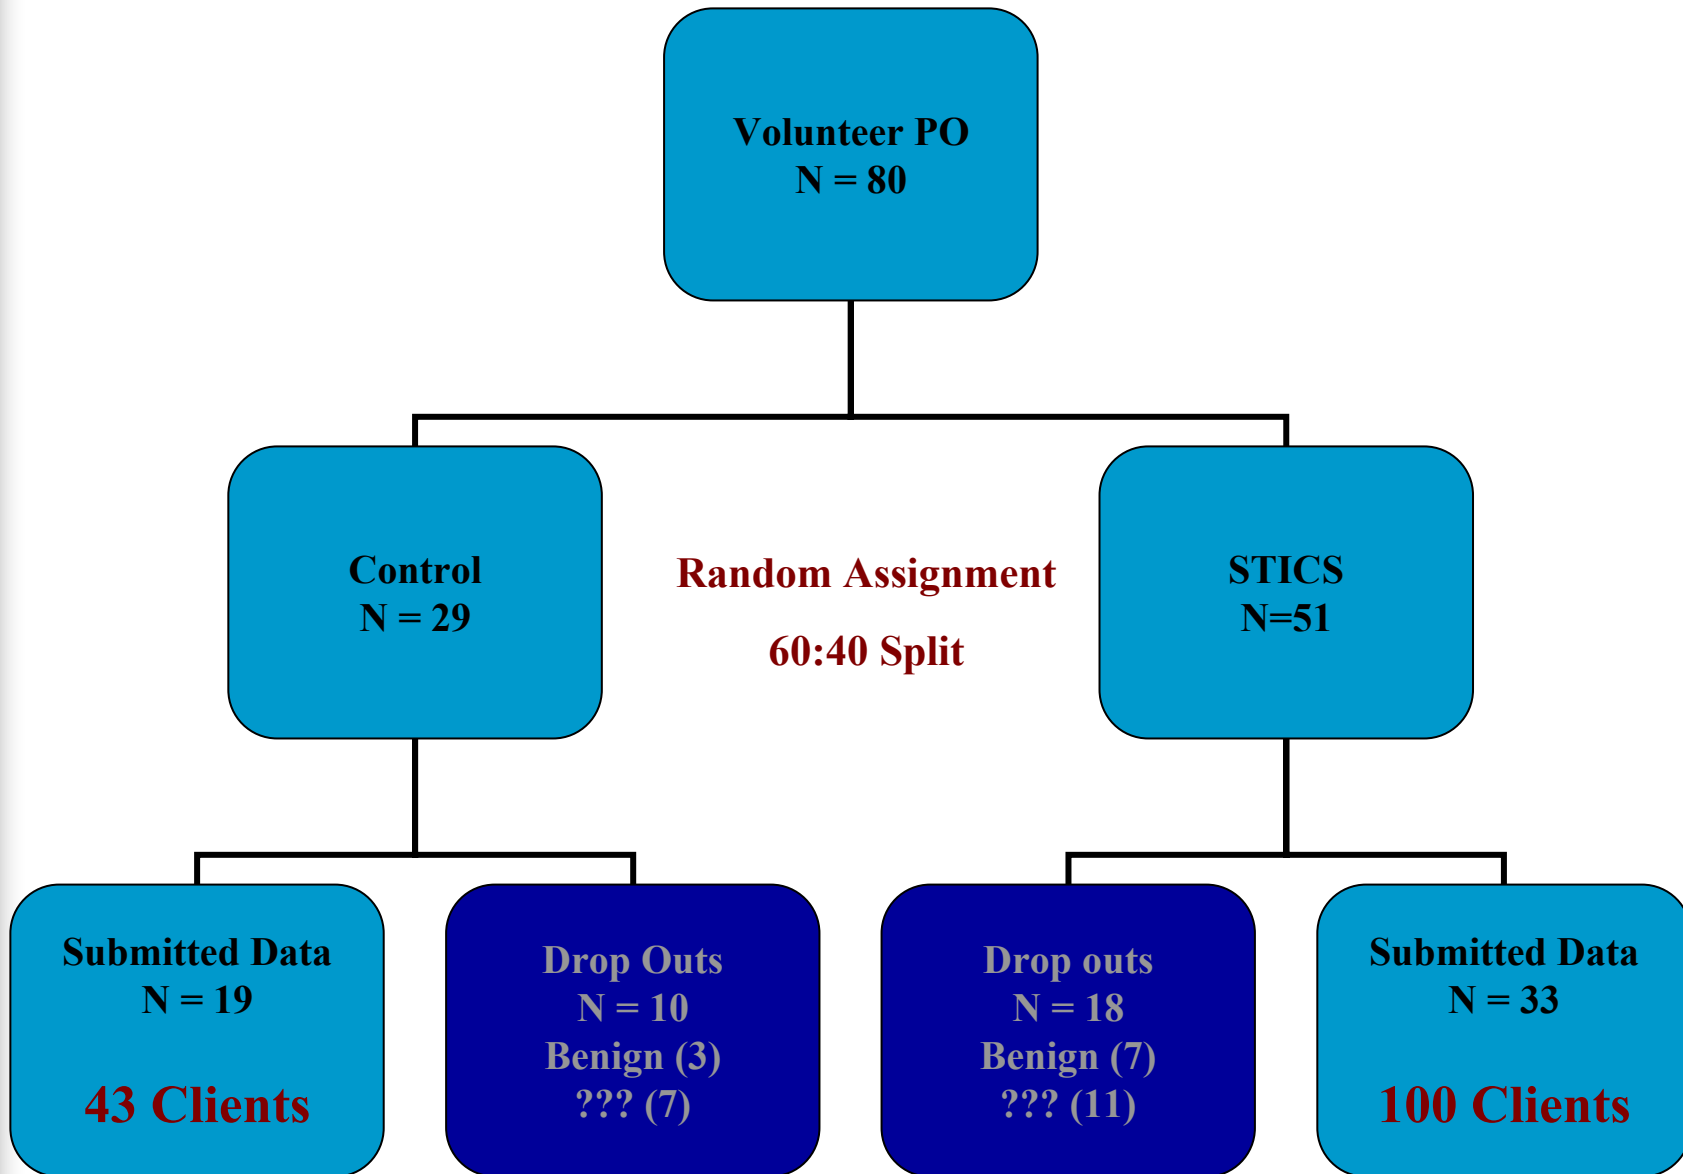 Volunteer PO
N = 80
Control
N = 29
Random Assignment
60:40 Split
STICS
N=51
Submitted Data
N = 19
43 Clients
Drop Outs
N = 10
Benign (3)
??? (7)
Drop outs
N = 18
Benign (7)
??? (11)
Submitted Data
N = 33
100 Clients